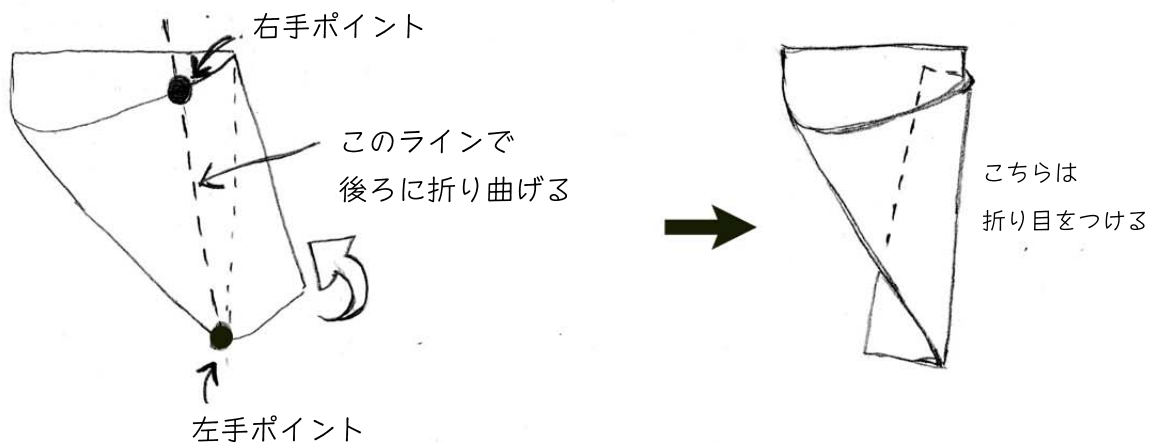 右手ポイント
このラインで
後ろに折り曲げる
左手ポイント
こちらは
折り目をつける